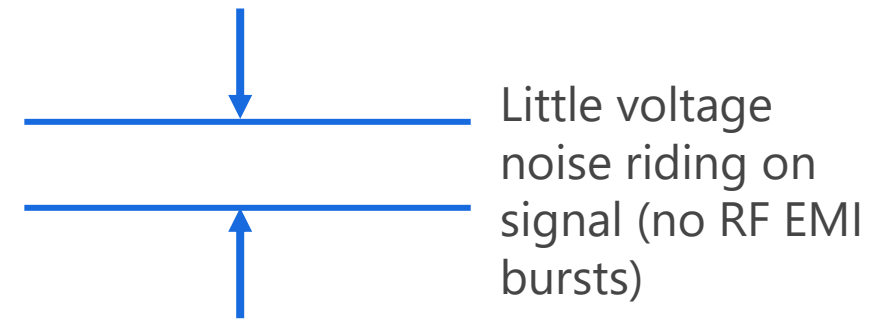 Little voltage
noise riding on
signal (no RF EMI
bursts)